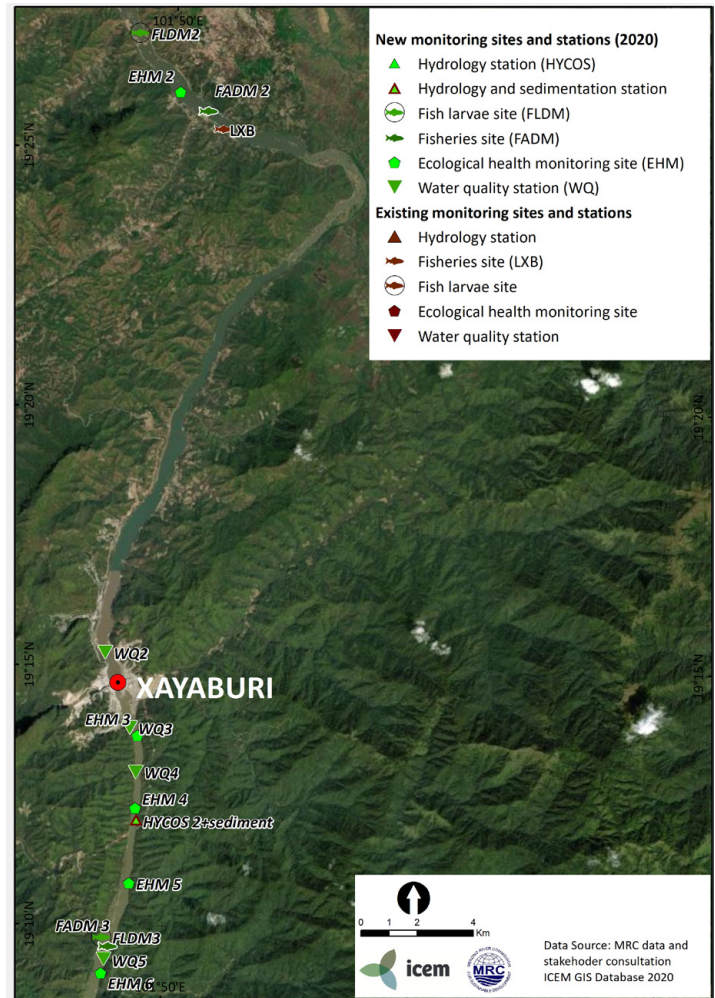 101°50'E
FLDM2
EHM 2
FADM 2
LXB
19°25'N
New monitoring sites and stations (2020)
Hydrology station (HYCOS)
Hydrology and sedimentation station
Fish larvae site (FLDM)
Fisheries site (FADM)
Ecological health monitoring site (EHM)
Water quality station (WQ)
Existing monitoring sites and stations
Hydrology station
Fisheries site (LXB)
Fish larvae site
Ecological health monitoring site
Water quality station
19°20'N
19°20'N
WQ2
19°15'N
19°15'N
XAYABURI
EHM 3
WQ3
WQ4
EHM 4
HYCOS 2+sediment
EHM 5
19°10'N
FADM 3
FLDM3
WQ5
EHM 6
°50'E
0 2 4
Km
icem
MRC
Data Source: MRC data and
stakehoder consultation
ICEM GIS Database 2020